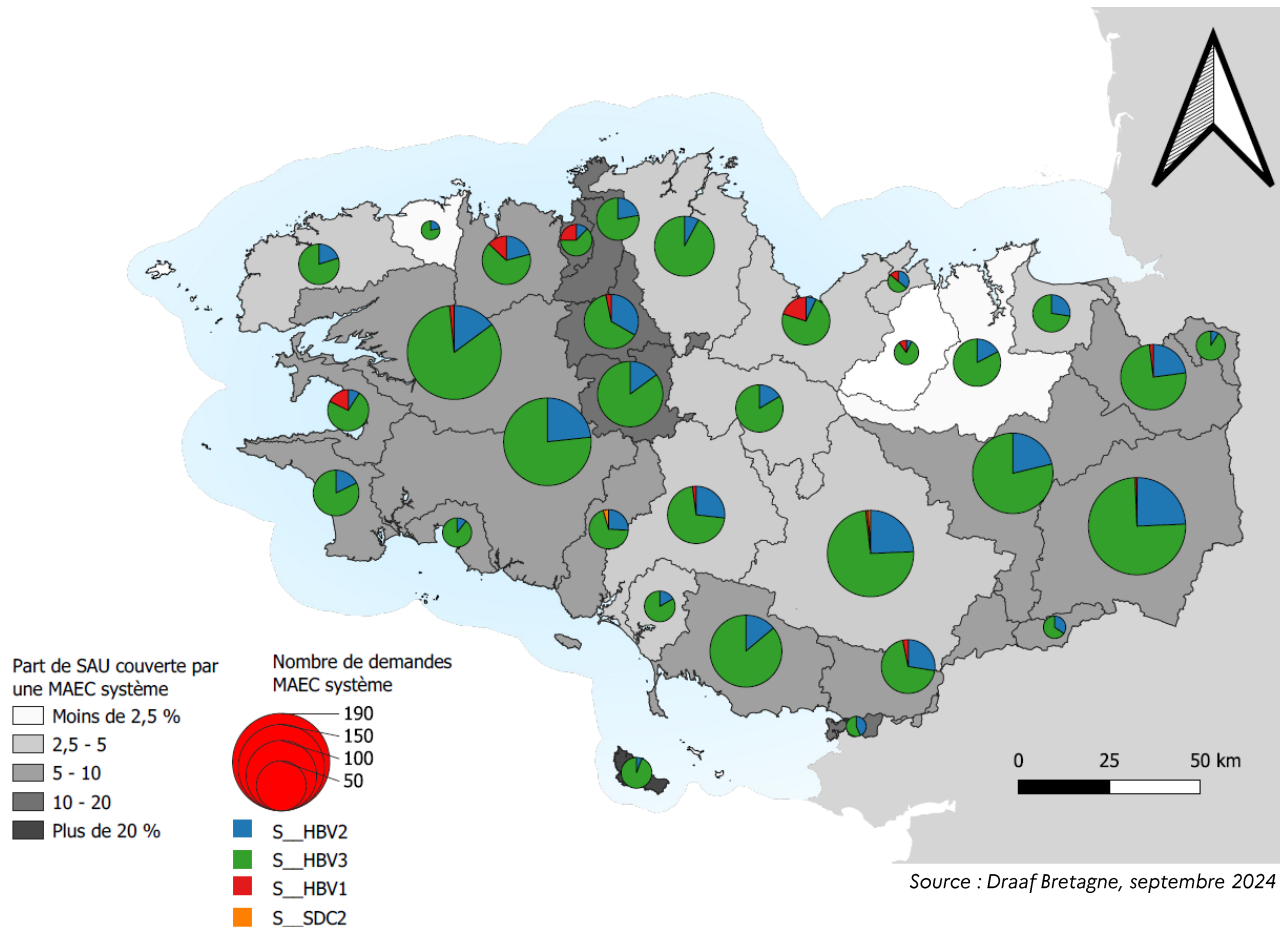 Part de SAU couverte par
une MAEC système
Moins de 2,5 %
2,5 - 5
5 - 10
10 - 20
Plus de 20 %
Nombre de demandes
MAEC système
190
150
100
50
S__HBV2
S__HBV3
S__HBV1
S__SDC2
0 25 50 km
Source : Draaf Bretagne, septembre 2024